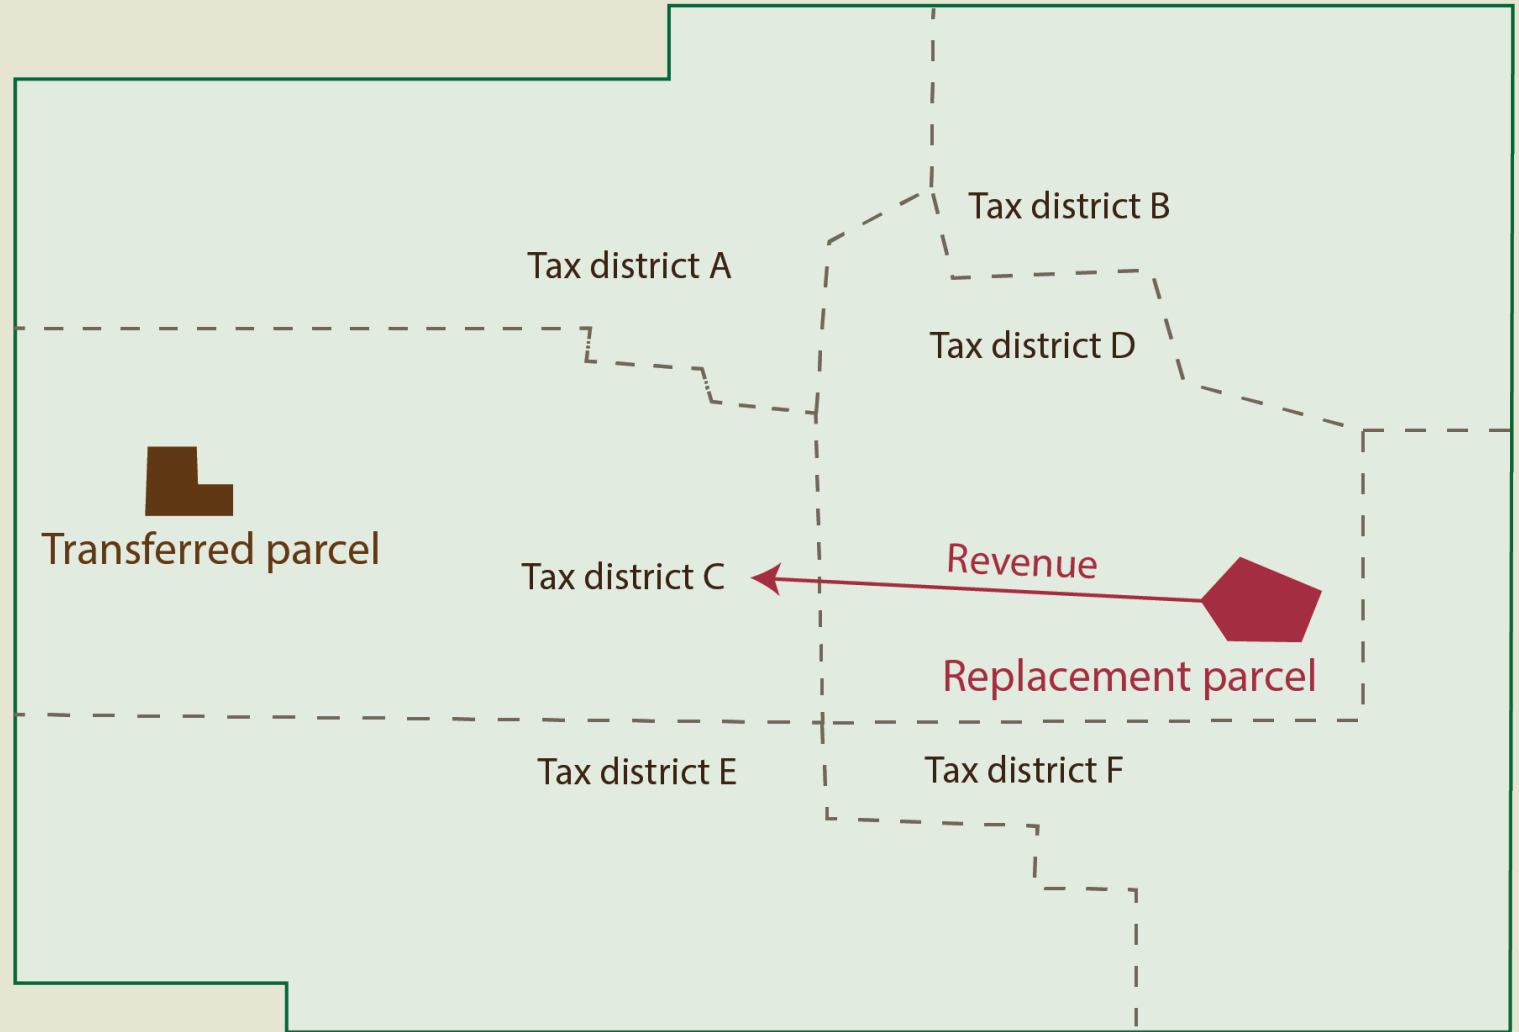 Tax district B
Tax district A
Tax district D
Transferred parcel
Tax district C
Revenue
Replacement parcel
Tax district E
Tax district F